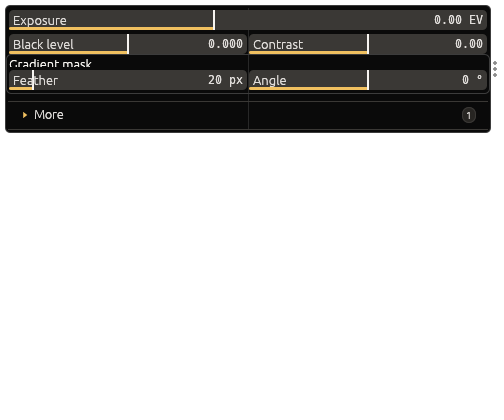 Exposure 0.00 EV
Black level 0.000 Contrast 0.00
Gradient mask
Feather 20 px Angle 0 °
More 1